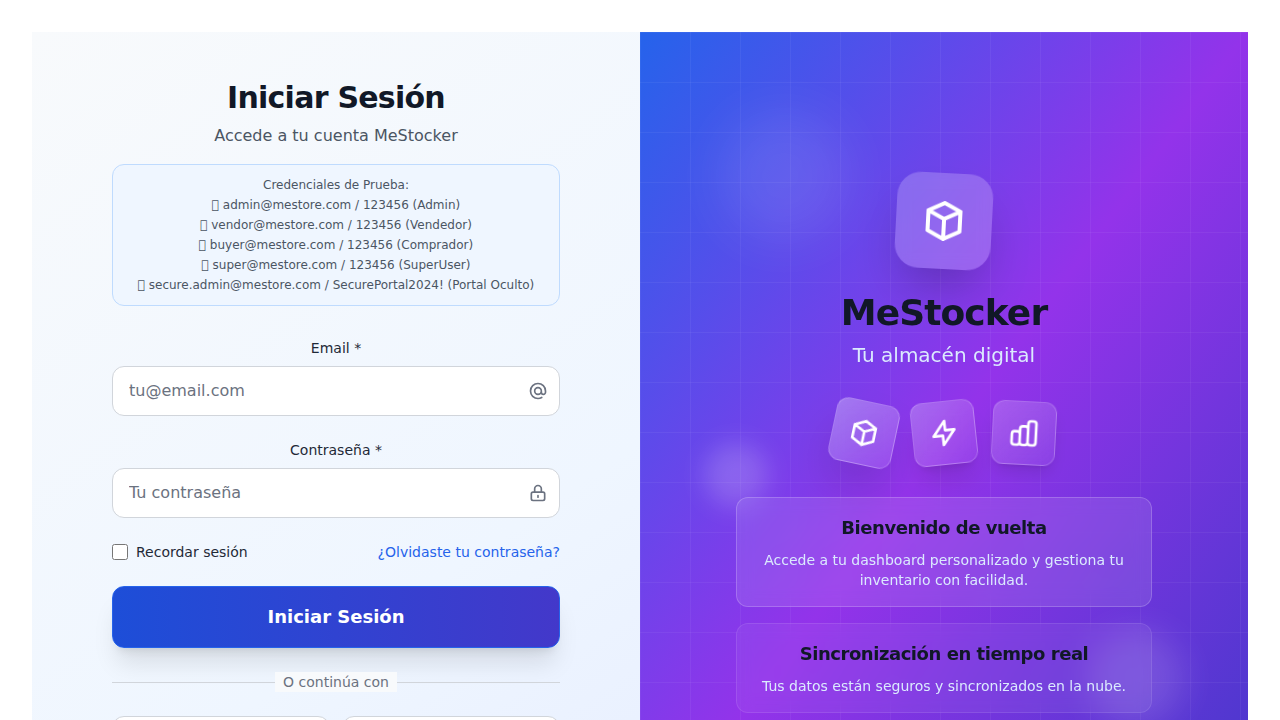 Iniciar Sesión
Accede a tu cuenta MeStocker
Credenciales de Prueba:
admin@mestore.com / 123456 (Admin)
vendor@mestore.com / 123456 (Vendedor)
buyer@mestore.com / 123456 (Comprador)
super@mestore.com / 123456 (SuperUser)
secure.admin@mestore.com / SecurePortal2024! (Portal Oculto)
Email *
tu@email.com
Contraseña *
Tu contraseña
Recordar sesión
¿Olvidaste tu contraseña?
Iniciar Sesión
O continúa con
MeStocker
Tu almacén digital
Bienvenido de vuelta
Accede a tu dashboard personalizado y gestiona tu
inventario con facilidad.
Sincronización en tiempo real
Tus datos están seguros y sincronizados en la nube.